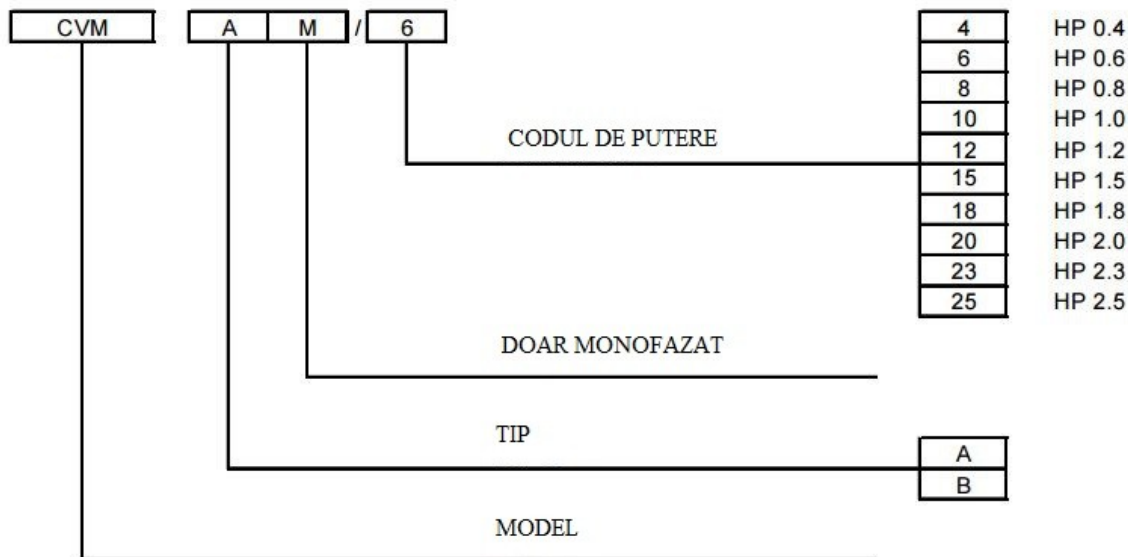 CVM A M / 6
4 HP 0.4
6 HP 0.6
8 HP 0.8
10 HP 1.0
CODUL DE PUTERE
12 HP 1.2
15 HP 1.5
18 HP 1.8
20 HP 2.0
23 HP 2.3
25 HP 2.5
DOAR MONOFAZAT
TIP
A
B
MODEL